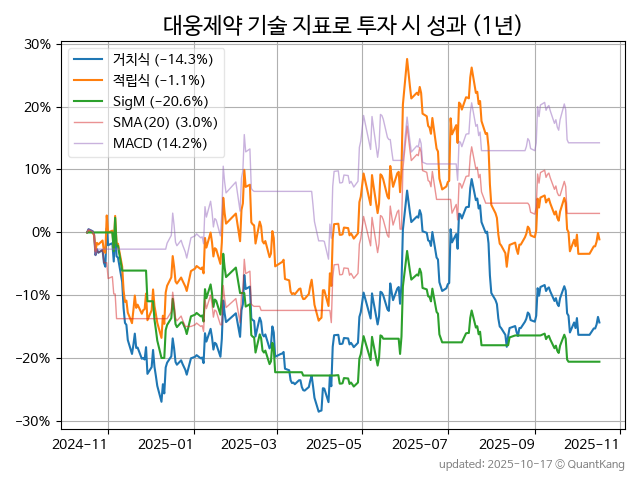 대웅제약 기술 지표로 투자 시 성과 (1년)
거치식 (−14.3%)
적립식 (−1.1%)
SigM (−20.6%)
SMA(20) (3.0%)
MACD (14.2%)
30%
20%
10%
0%
−10%
−20%
−30%
2024−11
2025−01
2025−03
2025−05
2025−07
2025−09
2025−11
updated: 2025-10-17 © QuantKang